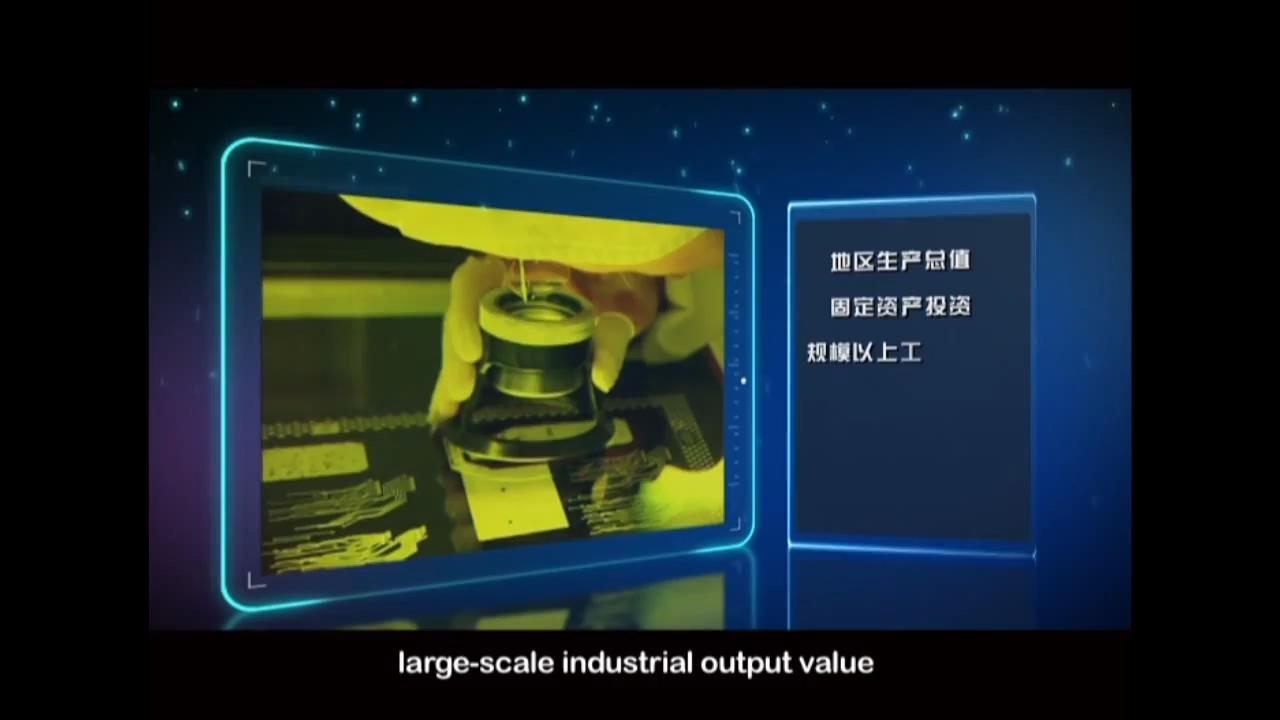 地区生产总值
固定资产投资
规模以上工
large-scale industrial output value